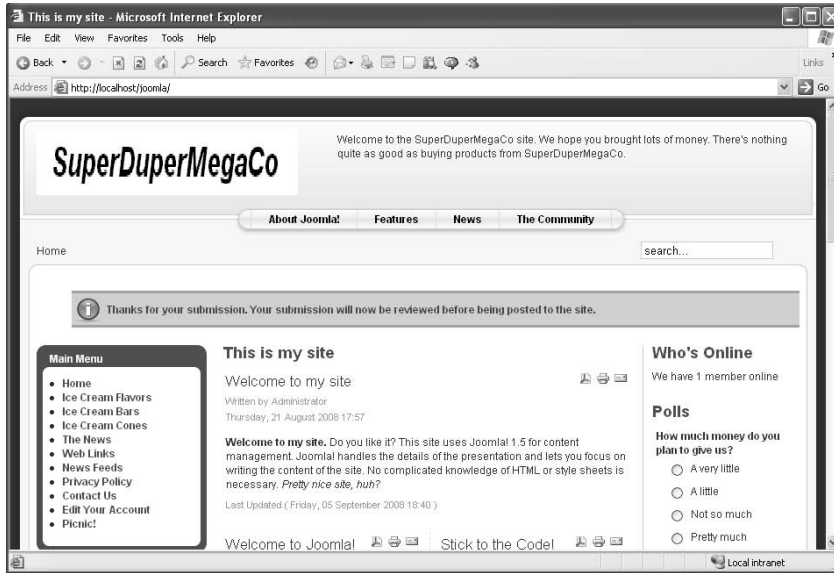 This is my site - Microsoft Internet Explorer
File Edit View Favorites Tools Help
Back Search Favorites Links
Address http://localhost/joomla/ Go
SuperDuperMegaCo
Welcome to the SuperDuperMegaCo site. We hope you brought lots of money. There's nothing
quite as good as buying products from SuperDuperMegaCo.
About Joomla! Features News The Community
Home
search...
Thanks for your submission. Your submission will now be reviewed before being posted to the site.
Main Menu
Home
Ice Cream Flavors
Ice Cream Bars
Ice Cream Cones
The News
Web Links
News Feeds
Privacy Policy
Contact Us
Edit Your Account
Picnic!
This is my site
Welcome to my site
Written by Administrator
Thursday, 21 August 2008 17:57
Welcome to my site. Do you like it? This site uses Joomla! 1.5 for content
management. Joomla! handles the details of the presentation and lets you focus on
writing the content of the site. No complicated knowledge of HTML or style sheets is
necessary. Pretty nice site, huh?
Last Updated ( Friday, 05 September 2008 18:40 )
Welcome to Joomla!
Stick to the Code!
Who's Online
We have 1 member online
Polls
How much money do you
plan to give us?
A very little
A little
Not so much
Pretty much
Local intranet